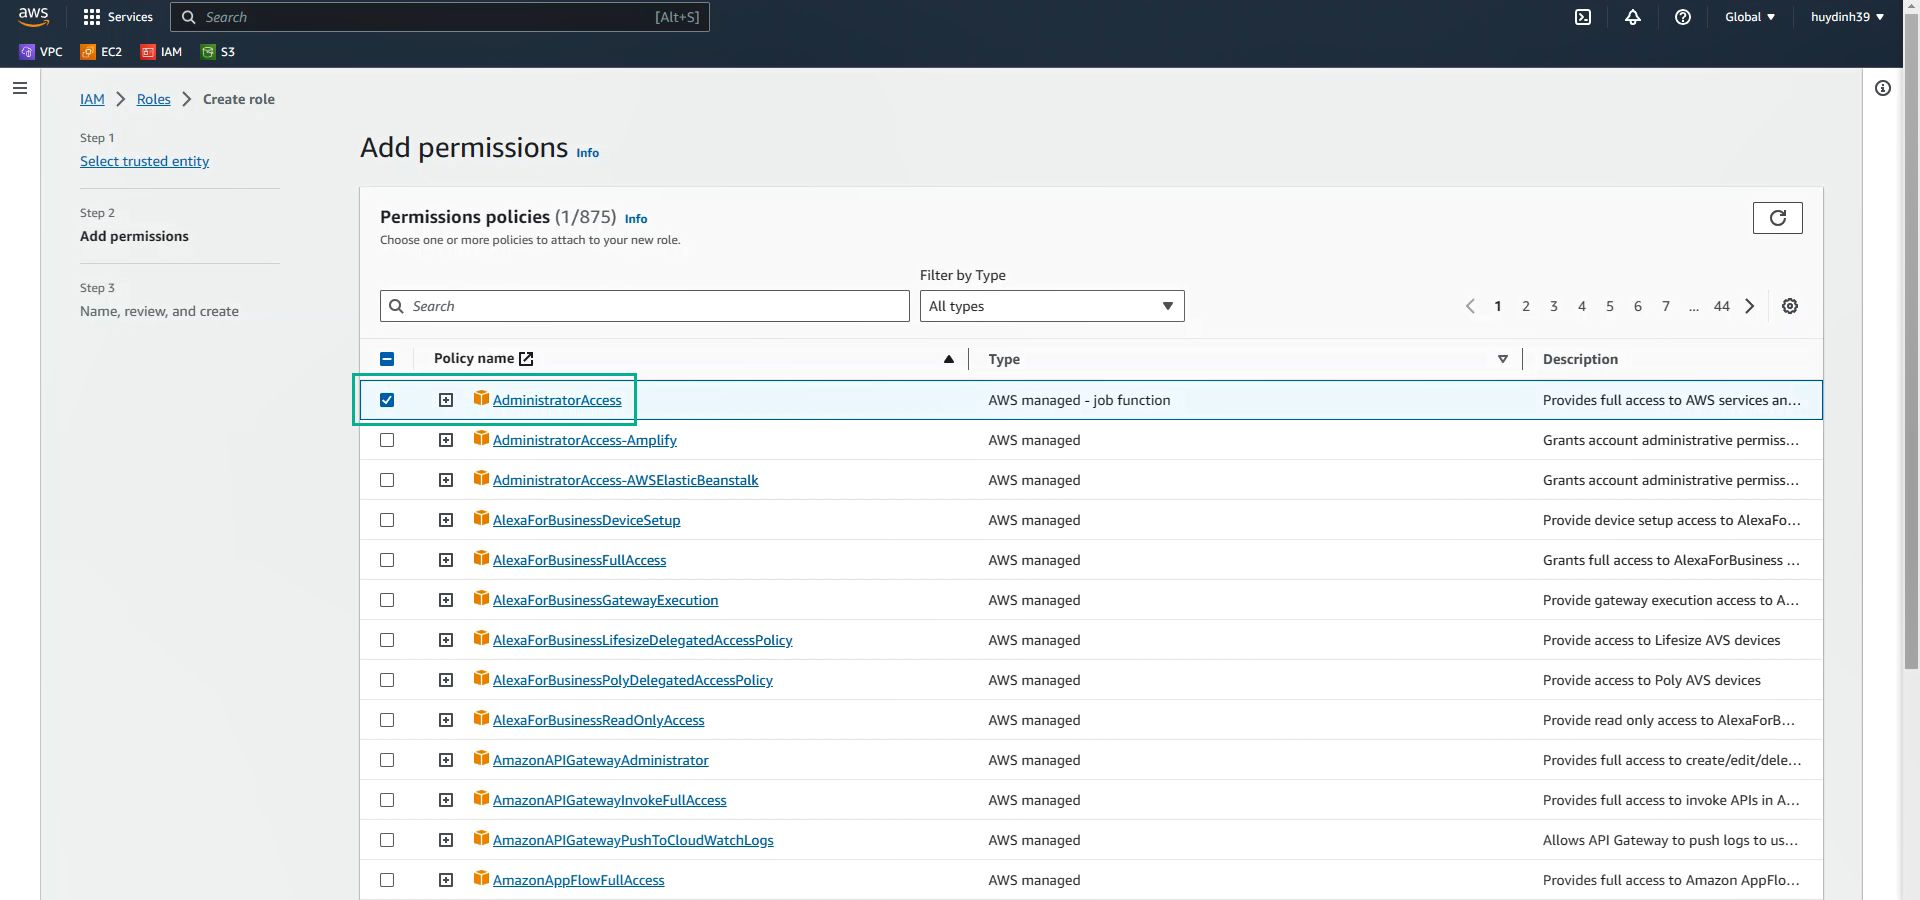 aws Services Search [Alt+S] Global huydinh39
VPC EC2 IAM S3
IAM Roles Create role
Step 1
Select trusted entity
Step 2
Add permissions
Step 3
Name, review, and create
Add permissions Info
Permissions policies (1/875) Info
Choose one or more policies to attach to your new role.
Filter by Type
Search All types 1 2 3 4 5 6 7 ... 44
Policy name Type Description
AdministratorAccess AWS managed - job function Provides full access to AWS services an...
AdministratorAccess-Amplify AWS managed Grants account administrative permiss...
AdministratorAccess-AWSElasticBeanstalk AWS managed Grants account administrative permiss...
AlexaForBusinessDeviceSetup AWS managed Provide device setup access to AlexaFo...
AlexaForBusinessFullAccess AWS managed Grants full access to AlexaForBusiness ...
AlexaForBusinessGatewayExecution AWS managed Provide gateway execution access to A...
AlexaForBusinessLifesizeDelegatedAccessPolicy AWS managed Provide access to Lifesize AVS devices
AlexaForBusinessPolyDelegatedAccessPolicy AWS managed Provide access to Poly AVS devices
AlexaForBusinessReadOnlyAccess AWS managed Provide read only access to AlexaForB...
AmazonAPIGatewayAdministrator AWS managed Provides full access to create/edit/dele...
AmazonAPIGatewayInvokeFullAccess AWS managed Provides full access to invoke APIs in A...
AmazonAPIGatewayPushToCloudWatchLogs AWS managed Allows API Gateway to push logs to us...
AmazonAppFlowFullAccess AWS managed Provides full access to Amazon AppFlo...